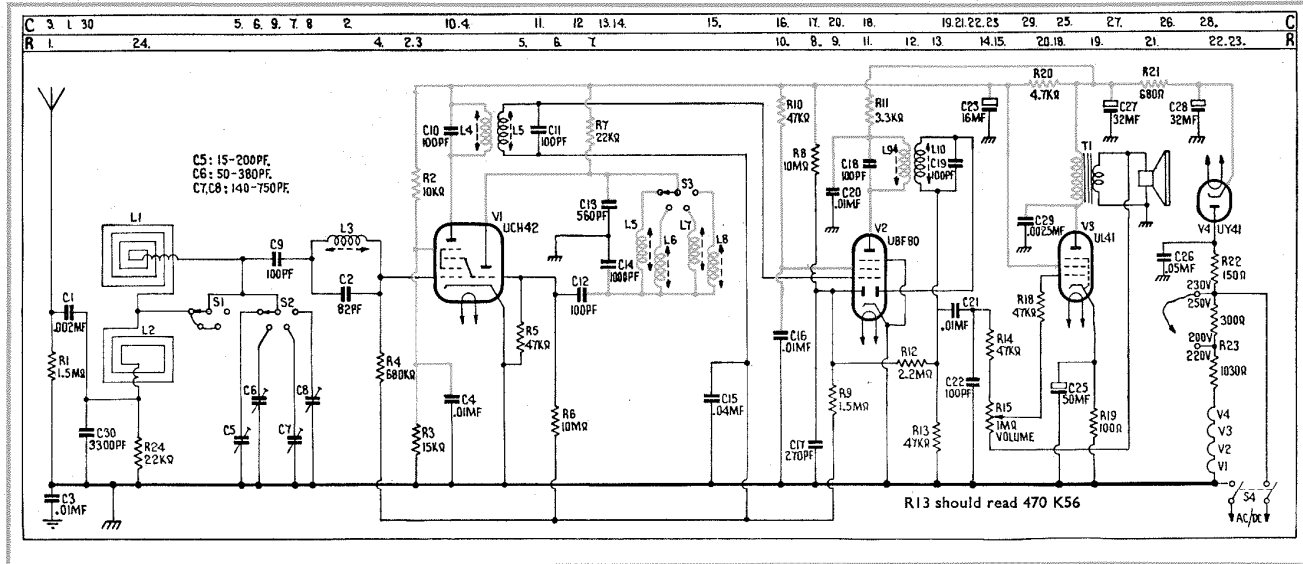 C 3. 1. 30 5. 6. 9. 7. 8 2. 10.4. 11. 12 13.14. 15. 16. 17. 20. 18. 19.21.22.23 29. 25. 27. 26. 28. C
R 1. 24. 4. 2.3 5. 6. 7. 10. 8. 9. 11. 12. 13. 14.15. 20.18. 19. 21. 22.23. R
C5: 15-200PF.
C6: 50-380PF.
C7,C8: 140-750PF.
L1
L2
C1
.002MF
R1
1.5MΩ
C30
3300PF
R24
22KΩ
C3
.01MF
S1
S2
C9
100PF
L3
C2
82PF
C5
C6
C7
C8
R4
680KΩ
R2
10KΩ
R3
15KΩ
C10
100PF
L4
L5
C11
100PF
V1
UCH42
C4
.01MF
R5
47KΩ
R6
10MΩ
R7
22KΩ
C13
560PF
C14
1000PF
C12
100PF
S3
L5
L6
L7
L8
C15
.04MF
R10
47KΩ
R8
10MΩ
C16
.01MF
C17
270PF
C20
.01MF
R11
3.3KΩ
C18
100PF
L9
L10
C19
100PF
V2
UBF80
R9
1.5MΩ
R12
2.2MΩ
R13
47KΩ
C21
.01MF
C22
100PF
R14
47KΩ
R15
1MΩ
VOLUME
C23
16MF
R20
4.7KΩ
R21
680Ω
C27
32MF
C28
32MF
T1
C29
.0025MF
V3
UL41
R18
47KΩ
C25
50MF
R19
100Ω
V4
UY41
C26
.05MF
R22
150Ω
230V
250V
300Ω
200V
220V
R23
1030Ω
V4
V3
V2
V1
S4
AC/DC
R13 should read 470 K56